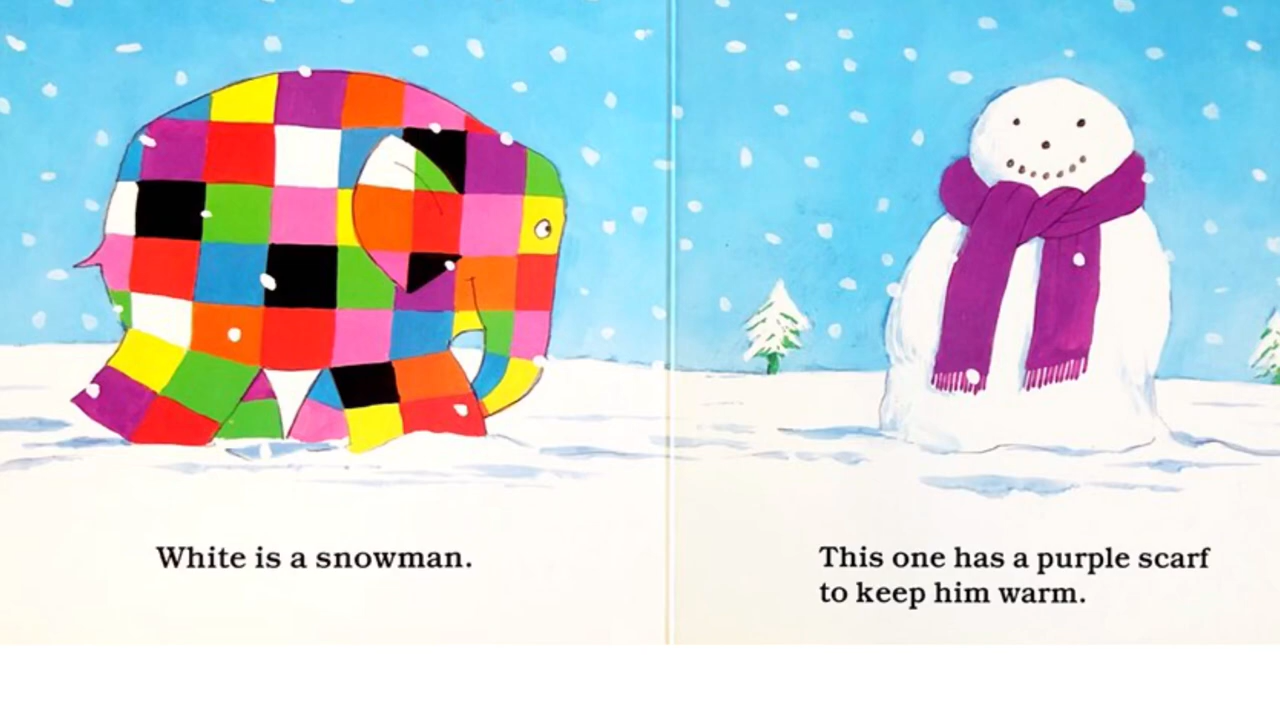 White is a snowman.
This one has a purple scarf
to keep him warm.